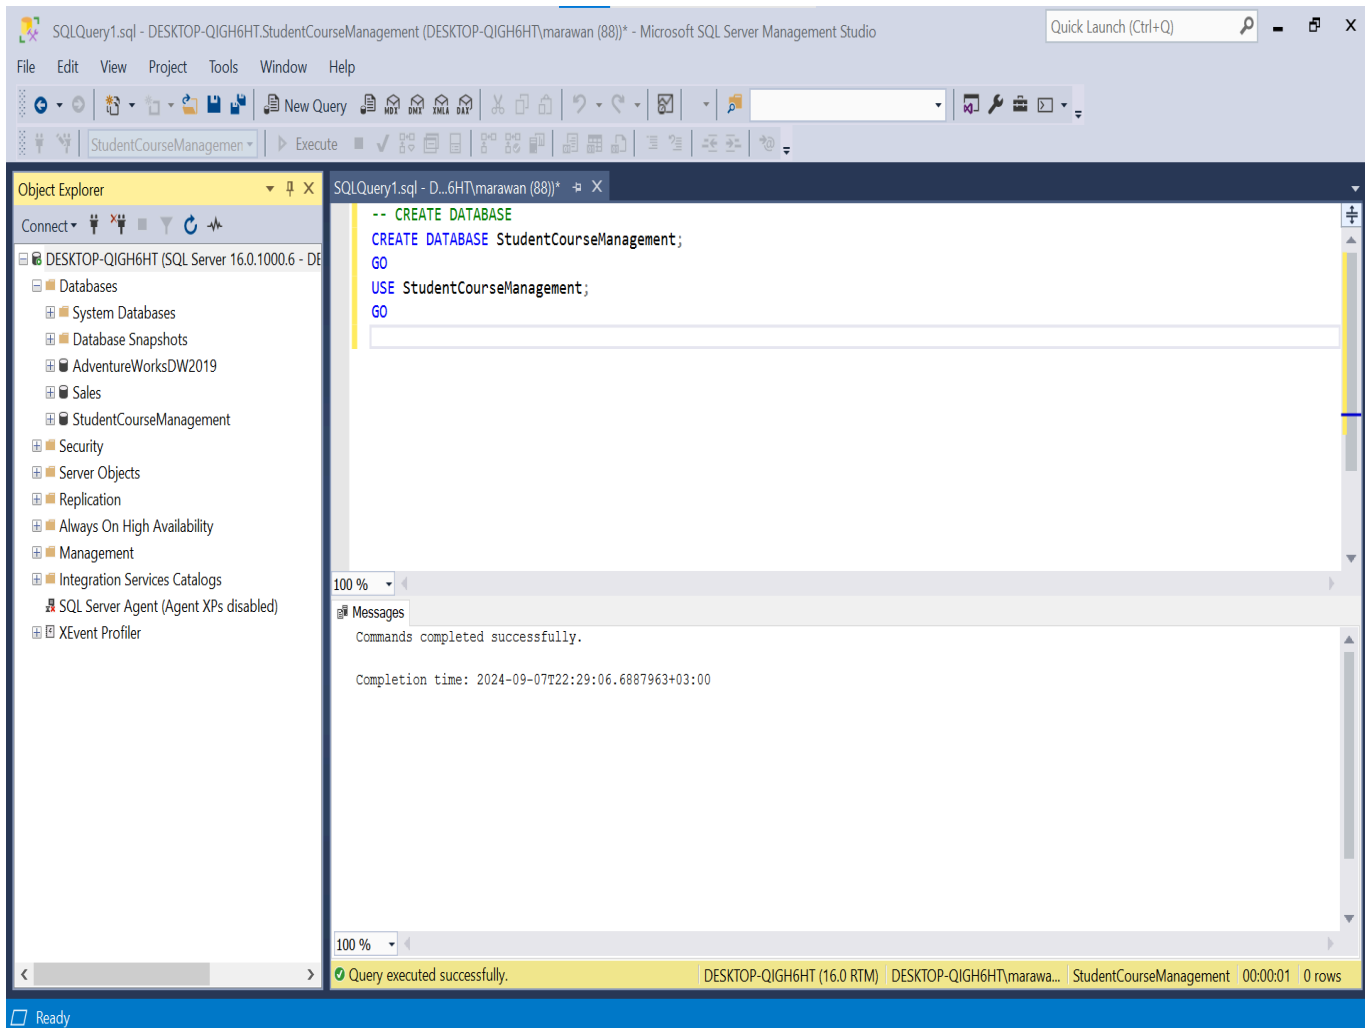 SQLQuery1.sql - DESKTOP-QIGH6HT.StudentCourseManagement (DESKTOP-QIGH6HT\marawan (88))* - Microsoft SQL Server Management Studio
Quick Launch (Ctrl+Q)
File Edit View Project Tools Window Help
New Query MDX DMX XMLA DAX
StudentCourseManagemen Execute
Object Explorer
SQLQuery1.sql - D...6HT\marawan (88))*
Connect
DESKTOP-QIGH6HT (SQL Server 16.0.1000.6 - DE
Databases
System Databases
Database Snapshots
AdventureWorksDW2019
Sales
StudentCourseManagement
Security
Server Objects
Replication
Always On High Availability
Management
Integration Services Catalogs
SQL Server Agent (Agent XPs disabled)
XEvent Profiler
-- CREATE DATABASE
CREATE DATABASE StudentCourseManagement;
GO
USE StudentCourseManagement;
GO
100 %
Messages
Commands completed successfully.
Completion time: 2024-09-07T22:29:06.6887963+03:00
100 %
Query executed successfully. DESKTOP-QIGH6HT (16.0 RTM) DESKTOP-QIGH6HT\marawa... StudentCourseManagement 00:00:01 0 rows
Ready